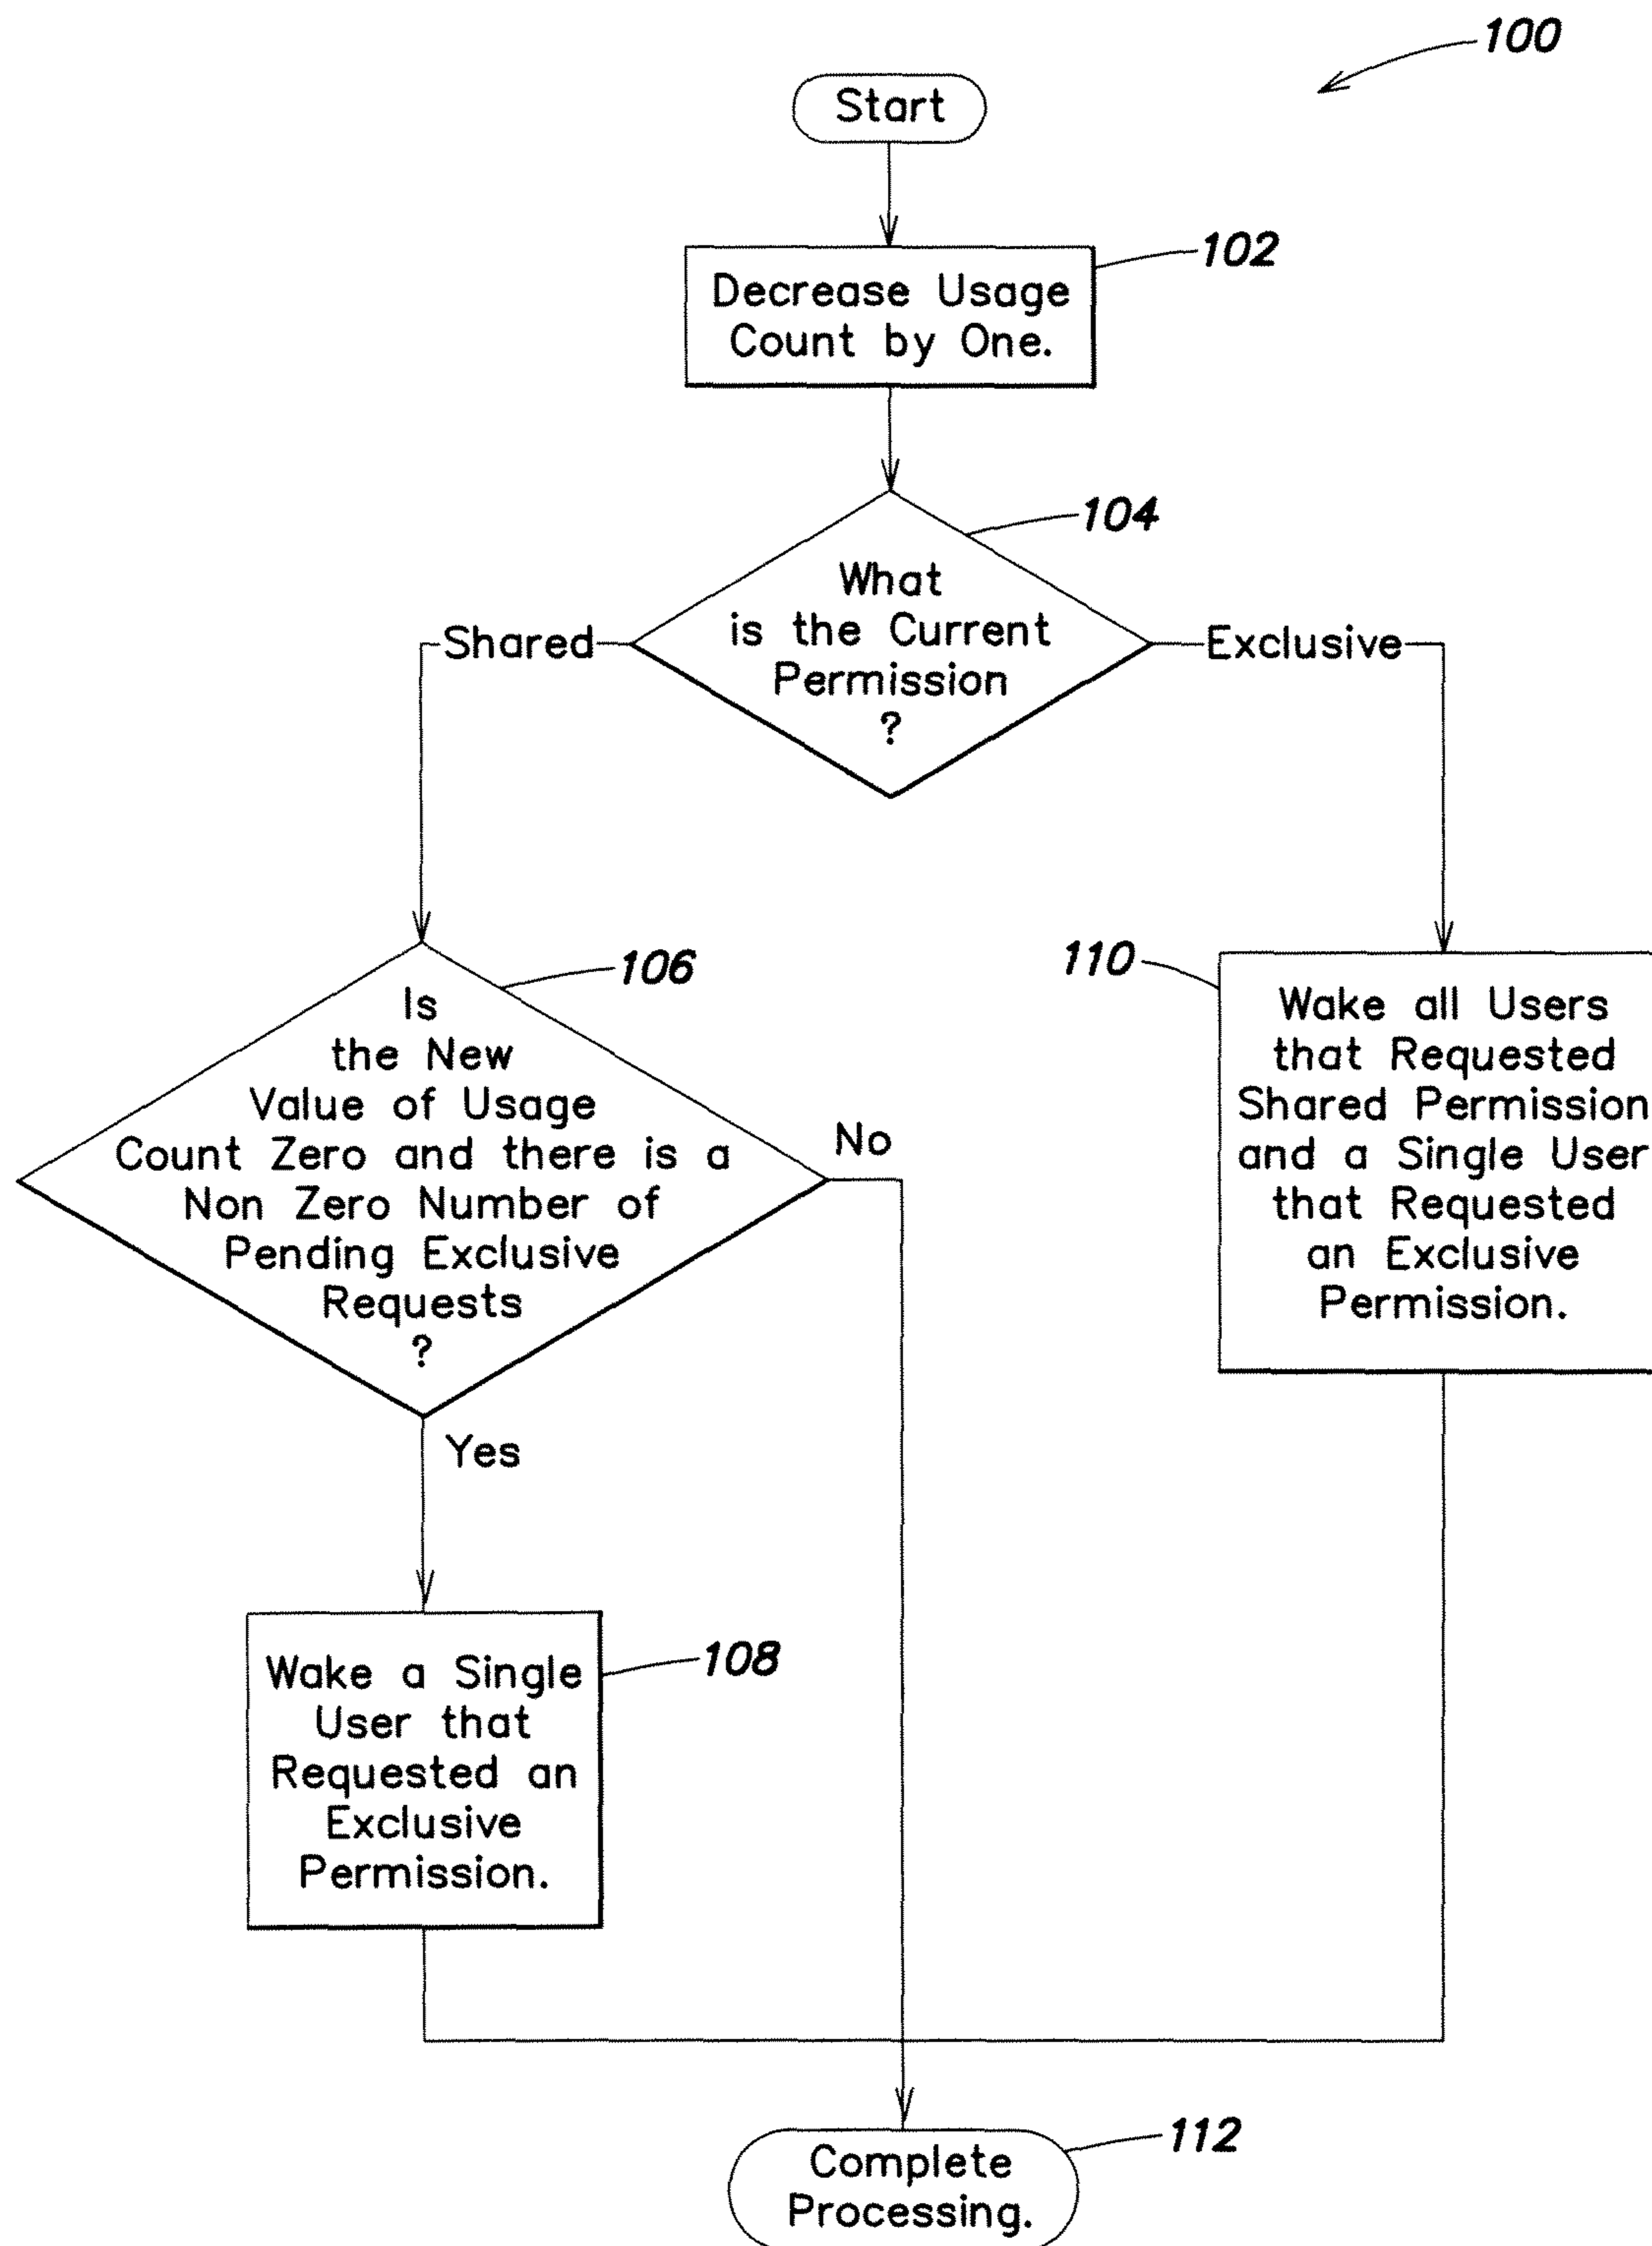 100
Start
102
Decrease Usage
Count by One.
104
What
is the Current
Permission
?
Shared
Exclusive
106
Is
the New
Value of Usage
Count Zero and there is a
Non Zero Number of
Pending Exclusive
Requests
?
No
Yes
110
Wake all Users
that Requested
Shared Permission
and a Single User
that Requested
an Exclusive
Permission.
108
Wake a Single
User that
Requested an
Exclusive
Permission.
112
Complete
Processing.